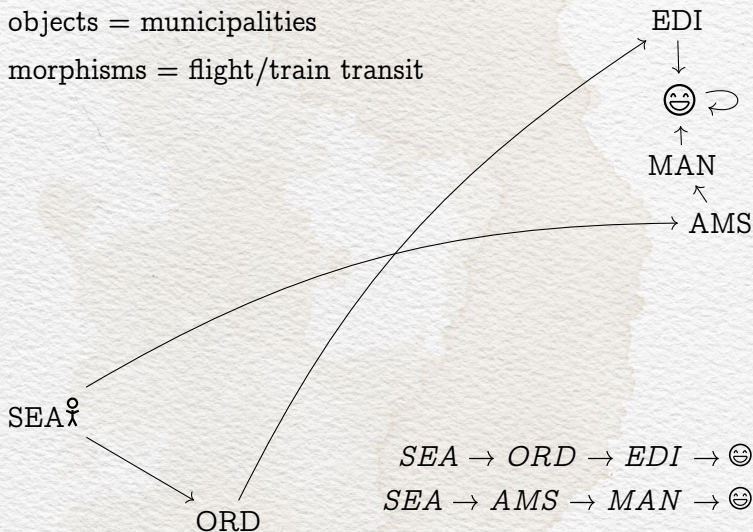 objects = municipalities
EDI
morphisms = flight/train transit
😄
MAN
AMS
SEA
SEA → ORD → EDI → 😄
SEA → AMS → MAN → 😄
ORD